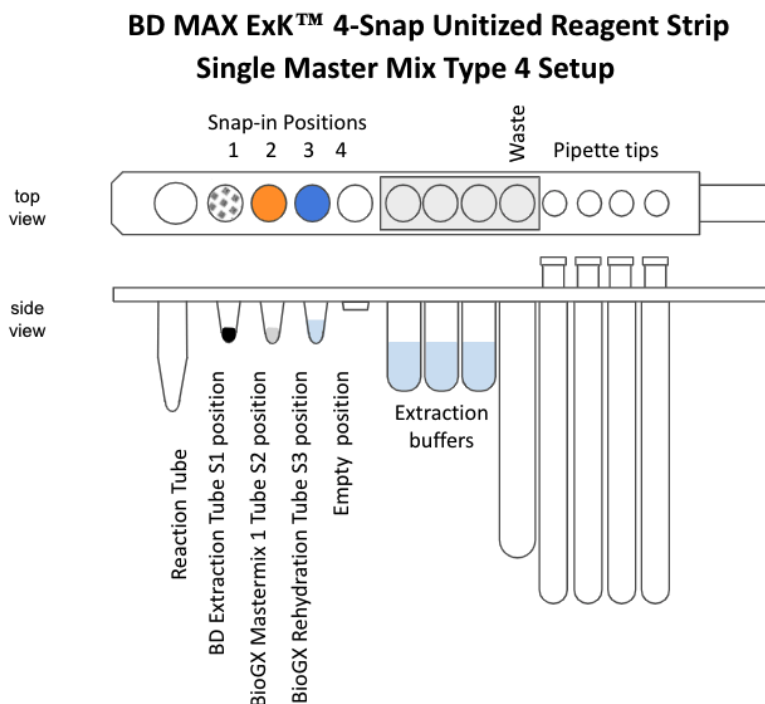 BD MAX ExK™ 4-Snap Unitized Reagent Strip
Single Master Mix Type 4 Setup
Snap-in Positions
1 2 3 4
Waste
Pipette tips
top
view
side
view
Reaction Tube
BD Extraction Tube S1 position
BioGX Mastermix 1 Tube S2 position
BioGX Rehydration Tube S3 position
Empty position
Extraction
buffers